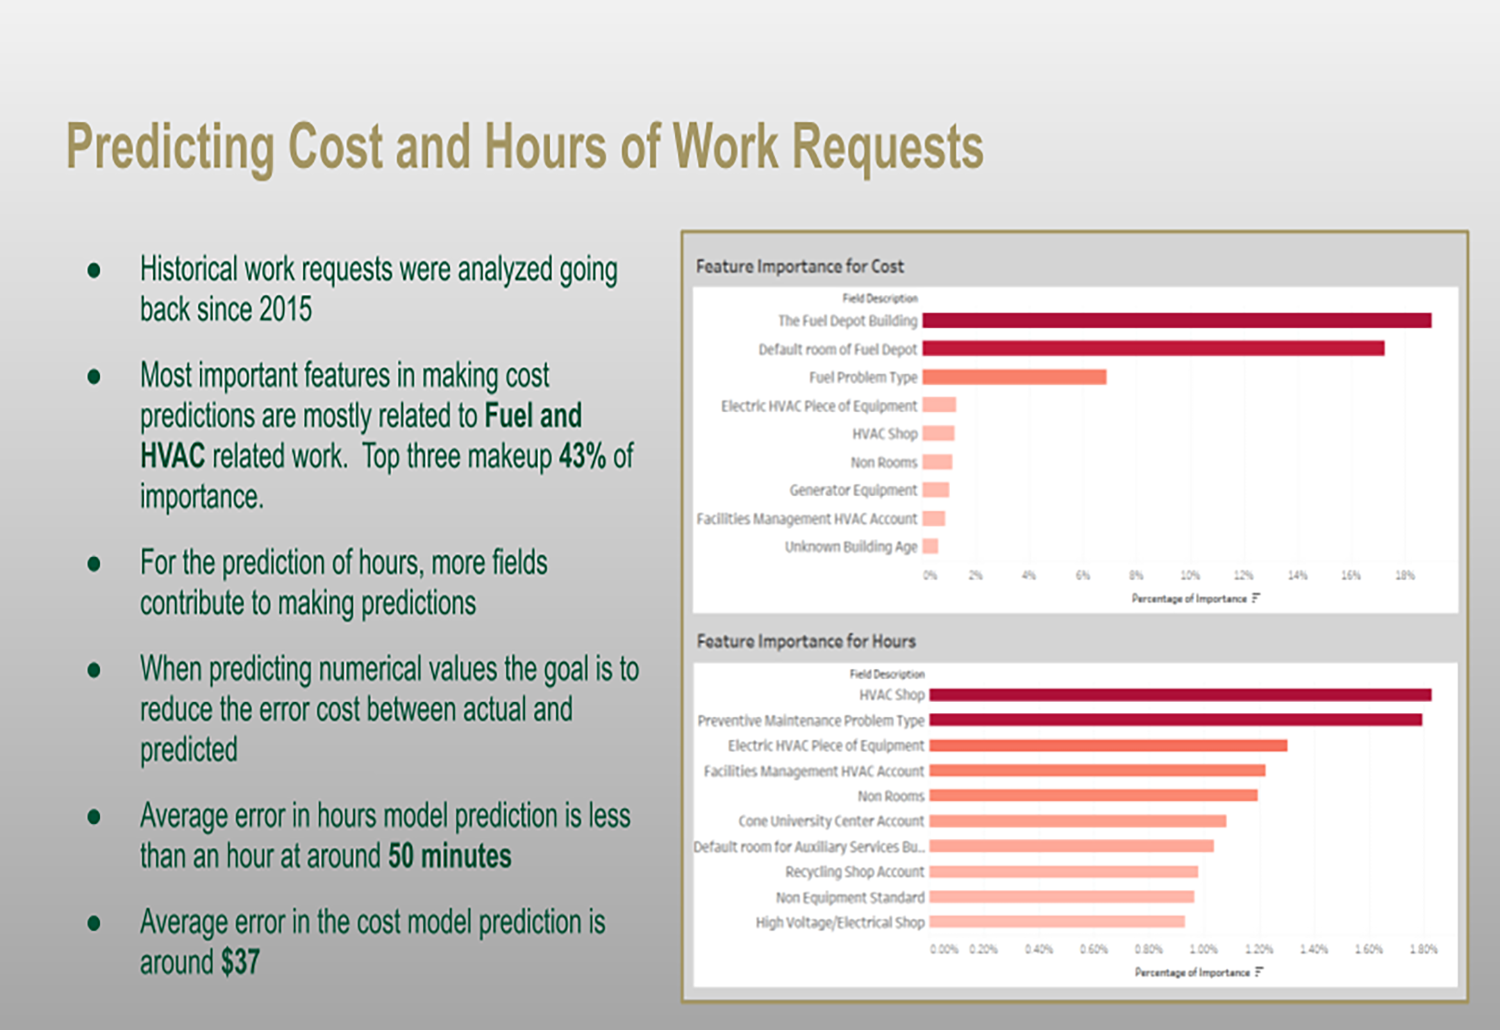 Predicting Cost and Hours of Work Requests
● Historical work requests were analyzed going
back since 2015
● Most important features in making cost
predictions are mostly related to Fuel and
HVAC related work.  Top three makeup 43% of
importance.
● For the prediction of hours, more fields
contribute to making predictions
● When predicting numerical values the goal is to
reduce the error cost between actual and
predicted
● Average error in hours model prediction is less
than an hour at around 50 minutes
● Average error in the cost model prediction is
around $37
Feature Importance for Cost
Field Description
The Fuel Depot Building
Default room of Fuel Depot
Fuel Problem Type
Electric HVAC Piece of Equipment
HVAC Shop
Non Rooms
Generator Equipment
Facilities Management HVAC Account
Unknown Building Age
0% 2% 4% 6% 8% 10% 12% 14% 16% 18%
Percentage of Importance
Feature Importance for Hours
Field Description
HVAC Shop
Preventive Maintenance Problem Type
Electric HVAC Piece of Equipment
Facilities Management HVAC Account
Non Rooms
Cone University Center Account
Default room for Auxiliary Services Bu..
Recycling Shop Account
Non Equipment Standard
High Voltage/Electrical Shop
0.00% 0.20% 0.40% 0.60% 0.80% 1.00% 1.20% 1.40% 1.60% 1.80%
Percentage of Importance